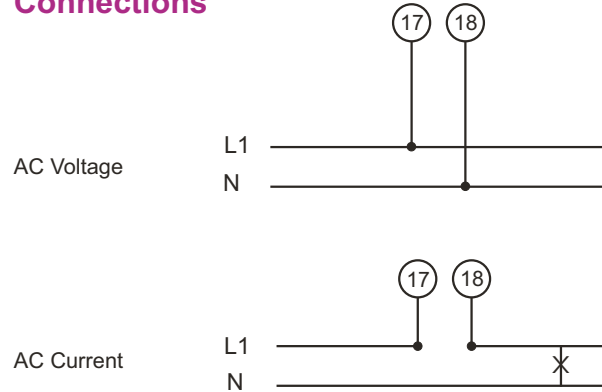 Connections
17 18
L1
AC Voltage
N
17 18
L1
AC Current
N